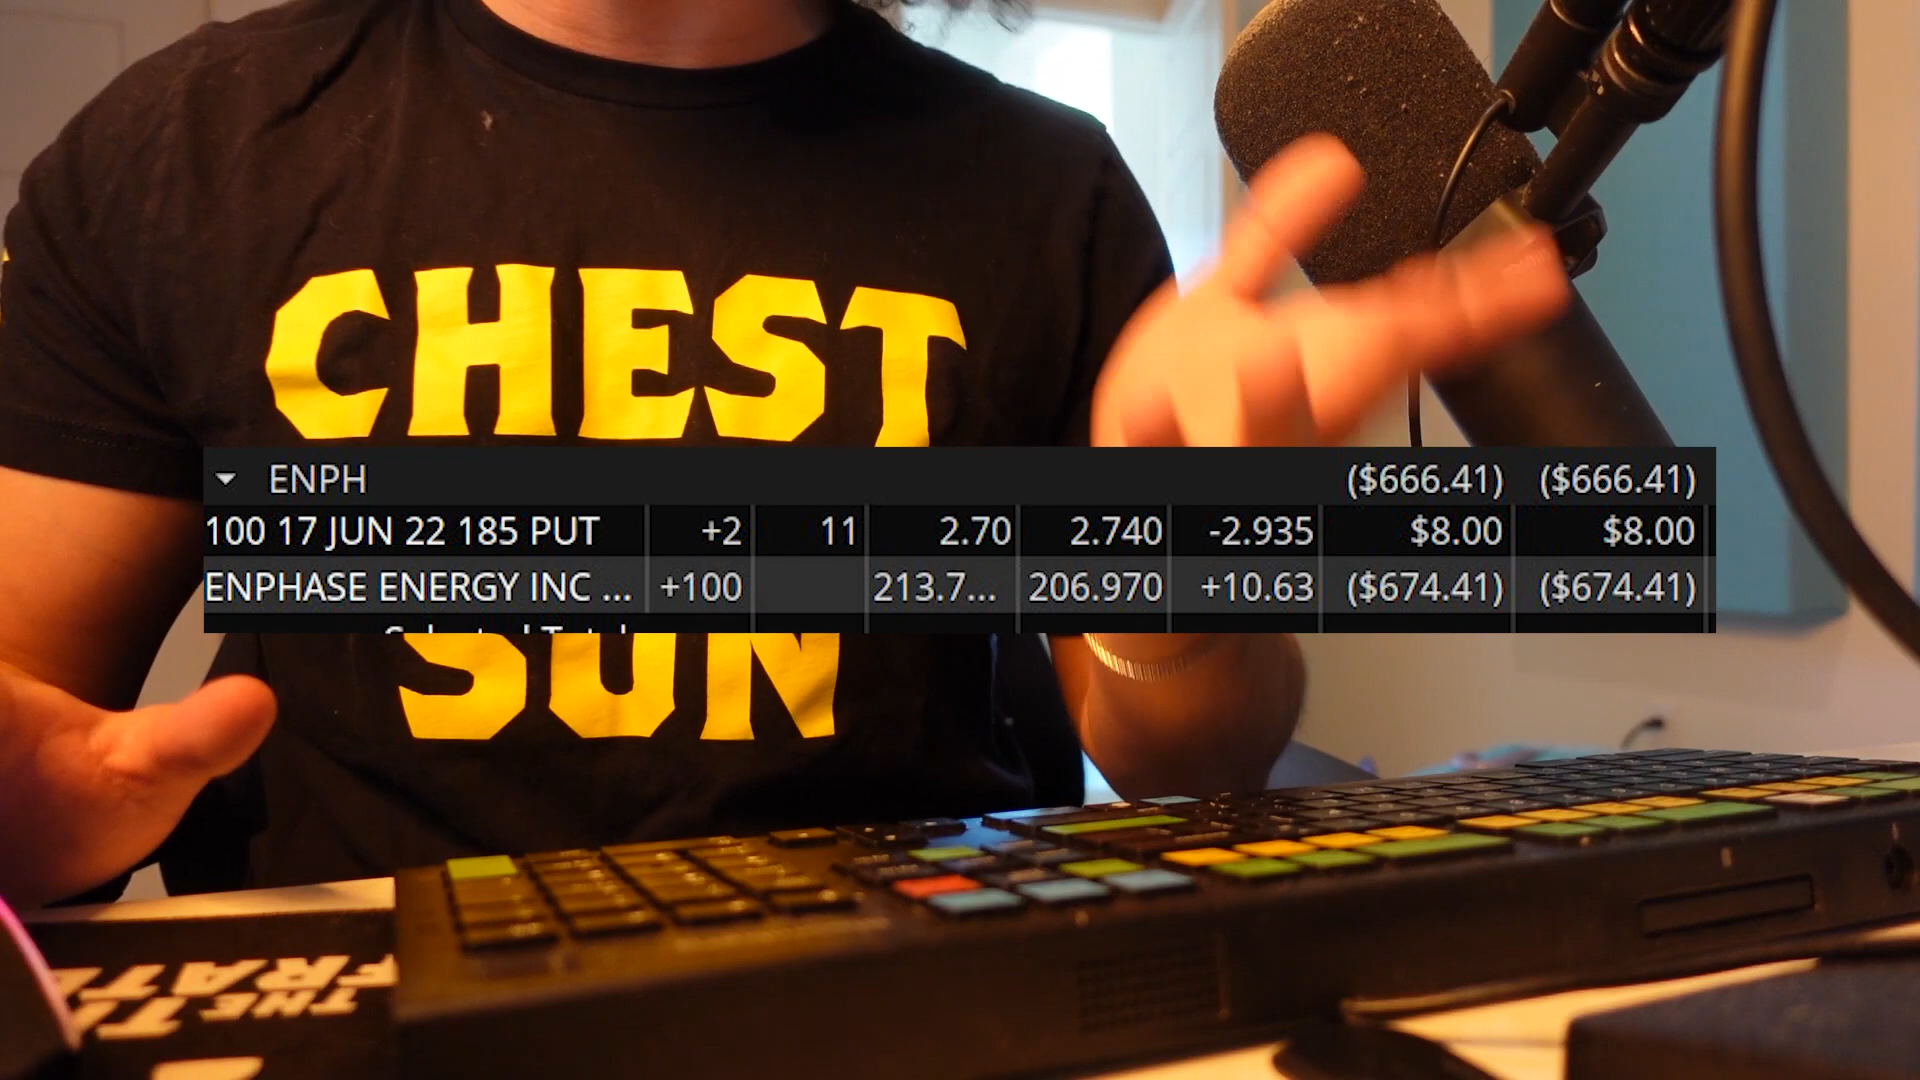 CHEST
ENPH ($666.41) ($666.41)
100 17 JUN 22 185 PUT +2 11 2.70 2.740 -2.935 $8.00 $8.00
ENPHASE ENERGY INC ... +100 213.7... 206.970 +10.63 ($674.41) ($674.41)
SUN
THE